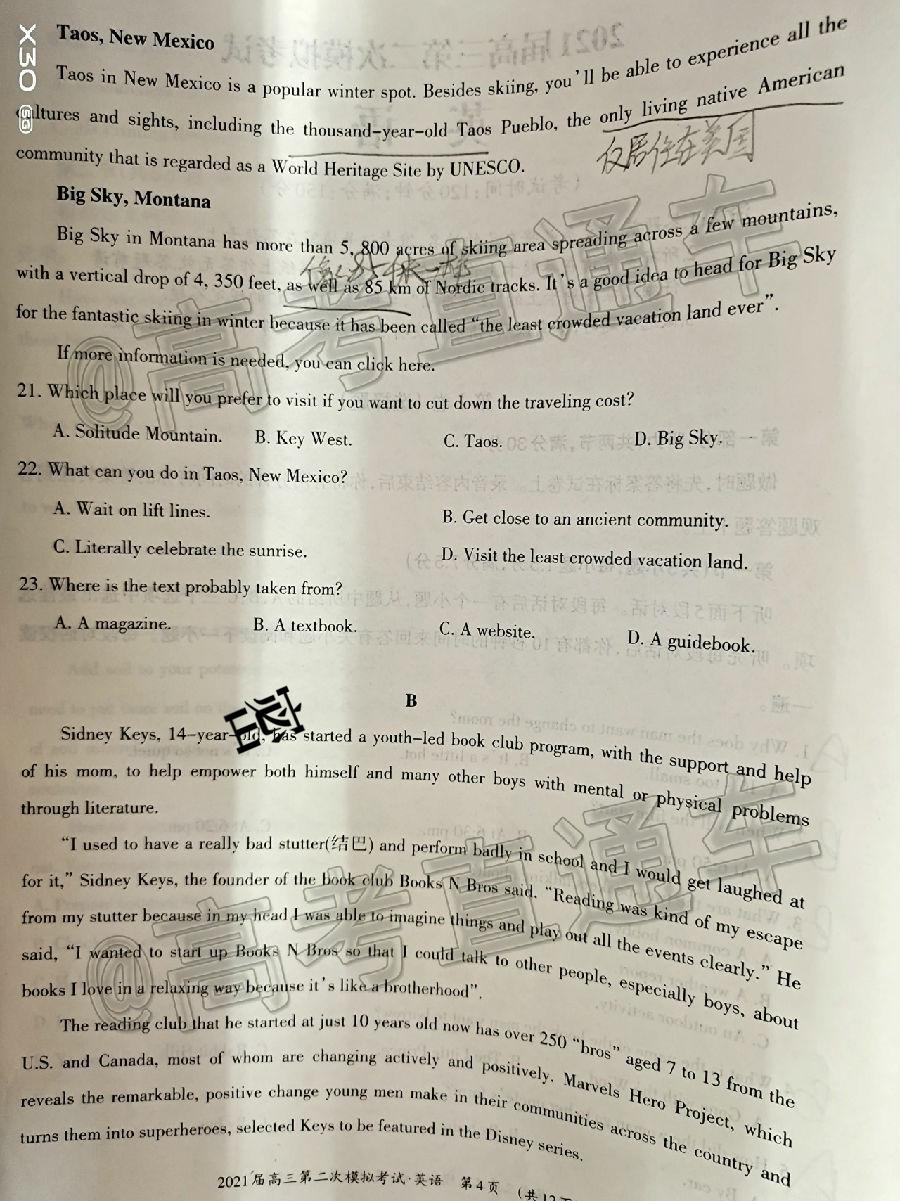 Taos, New Mexico
Taos in New Mexico is a popular winter spot. Besides skiing, you'll be able to experience all the
cultures and sights, including the thousand-year-old Taos Pueblo, the only living native American
community that is regarded as a World Heritage Site by UNESCO.
仅居住在美国
Big Sky, Montana
Big Sky in Montana has more than 5, 800 acres of skiing area spreading across a few mountains,
with a vertical drop of 4, 350 feet, as well as 85 km of Nordic tracks. It's a good idea to head for Big Sky
for the fantastic skiing in winter because it has been called "the least crowded vacation land ever".
If more information is needed, you can click here.
21. Which place will you prefer to visit if you want to cut down the traveling cost?
A. Solitude Mountain. B. Key West. C. Taos. D. Big Sky.
22. What can you do in Taos, New Mexico?
A. Wait on lift lines. B. Get close to an ancient community.
C. Literally celebrate the sunrise. D. Visit the least crowded vacation land.
23. Where is the text probably taken from?
A. A magazine. B. A textbook. C. A website. D. A guidebook.
B
Sidney Keys, 14-year-old, has started a youth-led book club program, with the support and help
of his mom, to help empower both himself and many other boys with mental or physical problems
through literature.
"I used to have a really bad stutter(结巴) and perform badly in school and I would get laughed at
for it," Sidney Keys, the founder of the book club Books N Bros said. "Reading was kind of my escape
from my stutter because in my head I was able to imagine things and play out all the events clearly." He
said, "I wanted to start up Books N Bros so that I could talk to other people, especially boys, about
books I love in a relaxing way because it's like a brotherhood".
The reading club that he started at just 10 years old now has over 250 "bros" aged 7 to 13 from the
U.S. and Canada, most of whom are changing actively and positively. Marvels Hero Project, which
reveals the remarkable, positive change young men make in their communities across the country and
turns them into superheroes, selected Keys to be featured in the Disney series.
2021届高三第二次模拟考试·英语 第4页 (共12页
@高考直通车
@高考直通车
X30